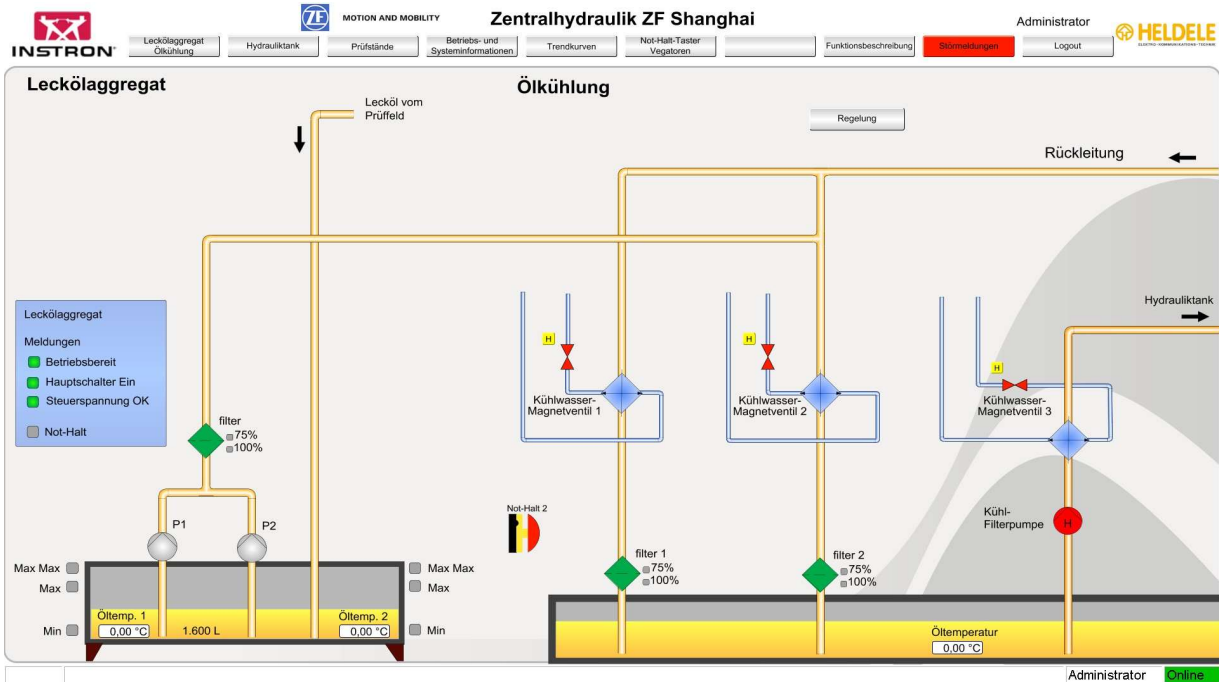 INSTRON
ZF
MOTION AND MOBILITY
Zentralhydraulik ZF Shanghai
Administrator
HELDELE
ELEKTRO-KOMMUNIKATIONS-TECHNIK
Leckölaggregat
Ölkühlung
Hydrauliktank
Prüfstände
Betriebs- und
Systeminformationen
Trendkurven
Not-Halt-Taster
Vegatoren
Funktionsbeschreibung
Störmeldungen
Logout
Leckölaggregat
Ölkühlung
Lecköl vom
Prüffeld
Regelung
Rückleitung
Hydrauliktank
Leckölaggregat
Meldungen
Betriebsbereit
Hauptschalter Ein
Steuerspannung OK
Not-Halt
filter
75%
100%
H
Kühlwasser-
Magnetventil 1
H
Kühlwasser-
Magnetventil 2
H
Kühlwasser-
Magnetventil 3
P1
P2
Not-Halt 2
Kühl-
Filterpumpe
H
filter 1
75%
100%
filter 2
75%
100%
Max Max
Max
Min
Öltemp. 1
0,00 °C
1.600 L
Öltemp. 2
0,00 °C
Max Max
Max
Min
Öltemperatur
0,00 °C
Administrator
Online